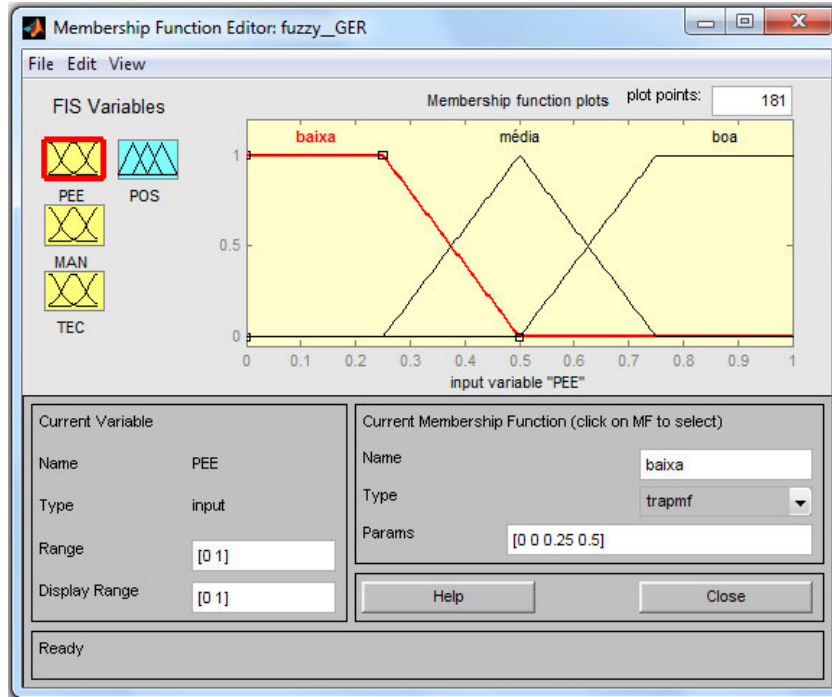 Membership Function Editor: fuzzy__GER
File Edit View
FIS Variables
Membership function plots plot points: 181
PEE POS
MAN
TEC
baixa média boa
1
0.5
0
0 0.1 0.2 0.3 0.4 0.5 0.6 0.7 0.8 0.9 1
input variable "PEE"
Current Variable
Name PEE
Type input
Range [0 1]
Display Range [0 1]
Current Membership Function (click on MF to select)
Name baixa
Type trapmf
Params [0 0 0.25 0.5]
Help Close
Ready